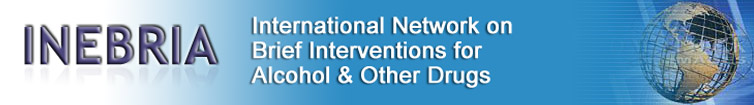 INEBRIA
International Network on
Brief Interventions for
Alcohol & Other Drugs